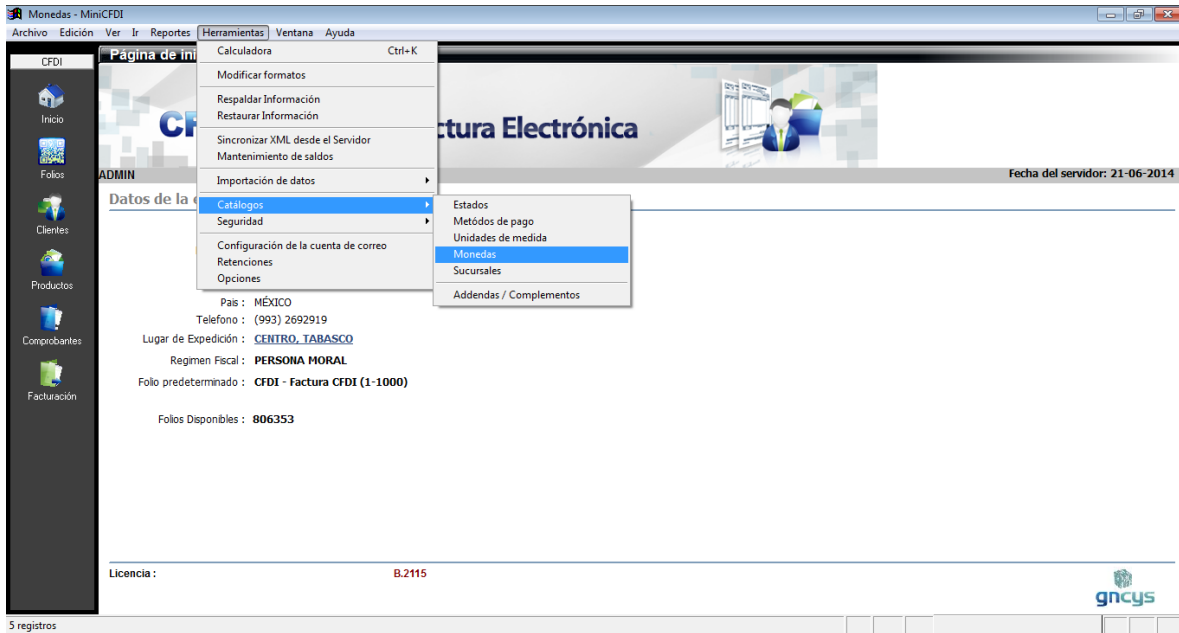 Monedas - MiniCFDI
Archivo Edición Ver Ir Reportes Herramientas Ventana Ayuda
CFDI
Inicio
Folios
Clientes
Productos
Comprobantes
Facturación
Página de ini
CF
ctura Electrónica
ADMIN
Fecha del servidor: 21-06-2014
Datos de la e
Calculadora Ctrl+K
Modificar formatos
Respaldar Información
Restaurar Información
Sincronizar XML desde el Servidor
Mantenimiento de saldos
Importación de datos
Catálogos
Seguridad
Configuración de la cuenta de correo
Retenciones
Opciones
Estados
Metódos de pago
Unidades de medida
Monedas
Sucursales
Addendas / Complementos
Pais : MÉXICO
Telefono : (993) 2692919
Lugar de Expedición : CENTRO, TABASCO
Regimen Fiscal : PERSONA MORAL
Folio predeterminado : CFDI - Factura CFDI (1-1000)
Folios Disponibles : 806353
Licencia : B.2115
gncys
5 registros